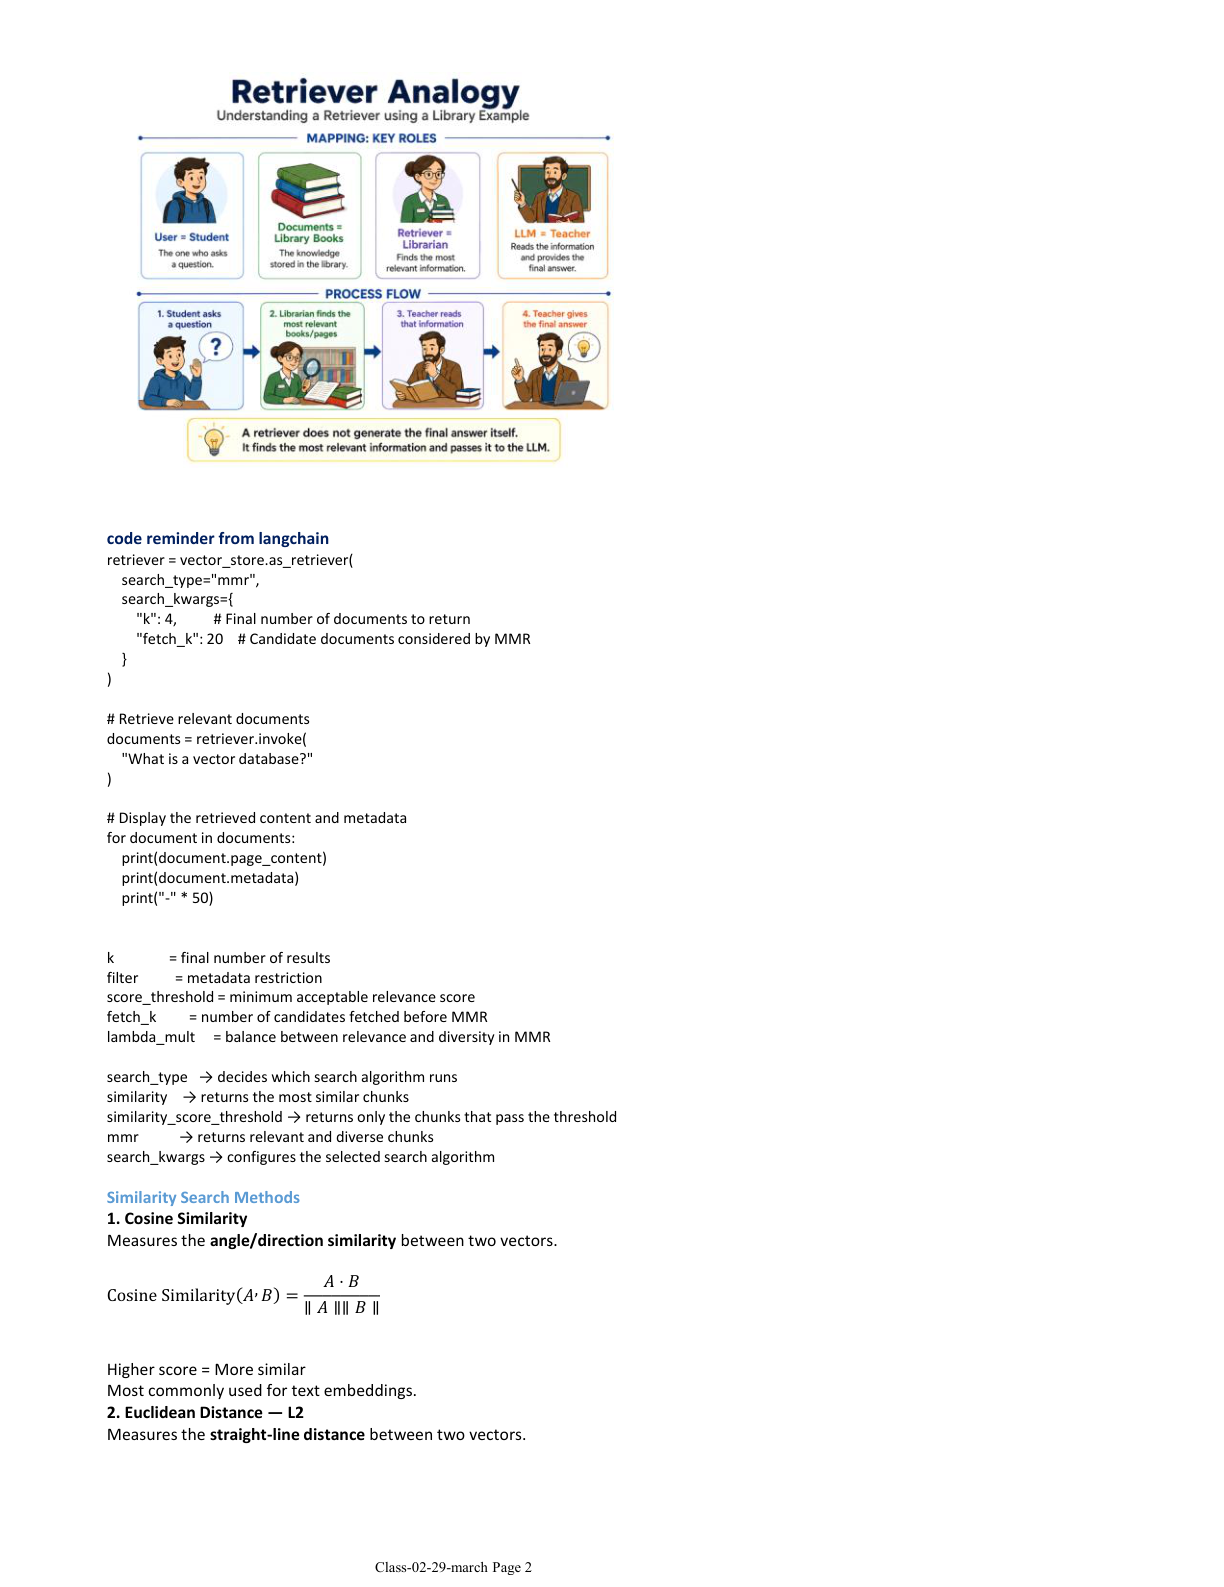 Retriever Analogy
Understanding a Retriever using a Library Example
MAPPING: KEY ROLES
User = Student
The one who asks
a question.
Documents =
Library Books
The knowledge
stored in the library.
Retriever =
Librarian
Finds the most
relevant information.
LLM = Teacher
Reads the information
and provides the
final answer.
PROCESS FLOW
1. Student asks
a question
?
2. Librarian finds the
most relevant
books/pages
3. Teacher reads
that information
4. Teacher gives
the final answer
A retriever does not generate the final answer itself.
It finds the most relevant information and passes it to the LLM.
code reminder from langchain
retriever = vector_store.as_retriever(
    search_type="mmr",
    search_kwargs={
        "k": 4,         # Final number of documents to return
        "fetch_k": 20    # Candidate documents considered by MMR
    }
)
# Retrieve relevant documents
documents = retriever.invoke(
    "What is a vector database?"
)
# Display the retrieved content and metadata
for document in documents:
    print(document.page_content)
    print(document.metadata)
    print("-" * 50)
k              = final number of results
filter          = metadata restriction
score_threshold = minimum acceptable relevance score
fetch_k        = number of candidates fetched before MMR
lambda_mult     = balance between relevance and diversity in MMR
search_type   → decides which search algorithm runs
similarity    → returns the most similar chunks
similarity_score_threshold → returns only the chunks that pass the threshold
mmr           → returns relevant and diverse chunks
search_kwargs → configures the selected search algorithm
Similarity Search Methods
1. Cosine Similarity
Measures the angle/direction similarity between two vectors.
Cosine Similarity(A, B) = A · B / ∥ A ∥∥ B ∥
Higher score = More similar
Most commonly used for text embeddings.
2. Euclidean Distance — L2
Measures the straight-line distance between two vectors.
Class-02-29-march Page 2